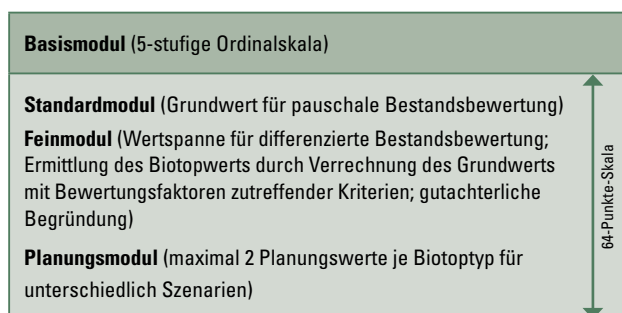 Basismodul (5-stufige Ordinalskala)
Standardmodul (Grundwert für pauschale Bestandsbewertung)
Feinmodul (Wertspanne für differenzierte Bestandsbewertung;
Ermittlung des Biotopwerts durch Verrechnung des Grundwerts
mit Bewertungsfaktoren zutreffender Kriterien; gutachterliche
Begründung)
Planungsmodul (maximal 2 Planungswerte je Biotoptyp für
unterschiedlich Szenarien)
64-Punkte-Skala